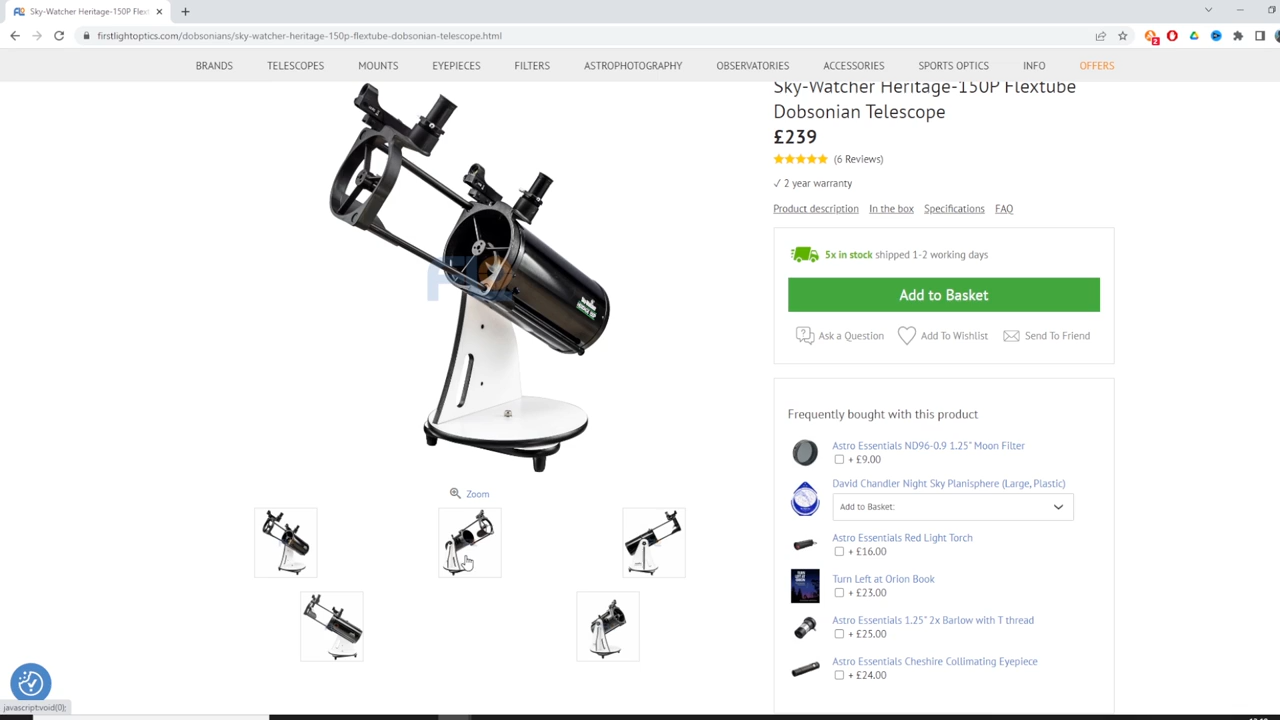 Sky-Watcher Heritage-150P Flext
firstlightoptics.com/dobsonians/sky-watcher-heritage-150p-flextube-dobsonian-telescope.html
2
BRANDS TELESCOPES MOUNTS EYEPIECES FILTERS ASTROPHOTOGRAPHY OBSERVATORIES ACCESSORIES SPORTS OPTICS INFO OFFERS
Sky-Watcher Heritage-150P Flextube
Dobsonian Telescope
£239
(6 Reviews)
✓ 2 year warranty
Product description In the box Specifications FAQ
5x in stock shipped 1-2 working days
Add to Basket
Ask a Question Add To Wishlist Send To Friend
FLO
Zoom
Frequently bought with this product
Astro Essentials ND96-0.9 1.25" Moon Filter
+ £9.00
David Chandler Night Sky Planisphere (Large, Plastic)
Add to Basket:
Astro Essentials Red Light Torch
+ £16.00
TURN LEFT AT ORION
Turn Left at Orion Book
+ £23.00
Astro Essentials 1.25" 2x Barlow with T thread
+ £25.00
Astro Essentials Cheshire Collimating Eyepiece
+ £24.00
javascript:void(0);